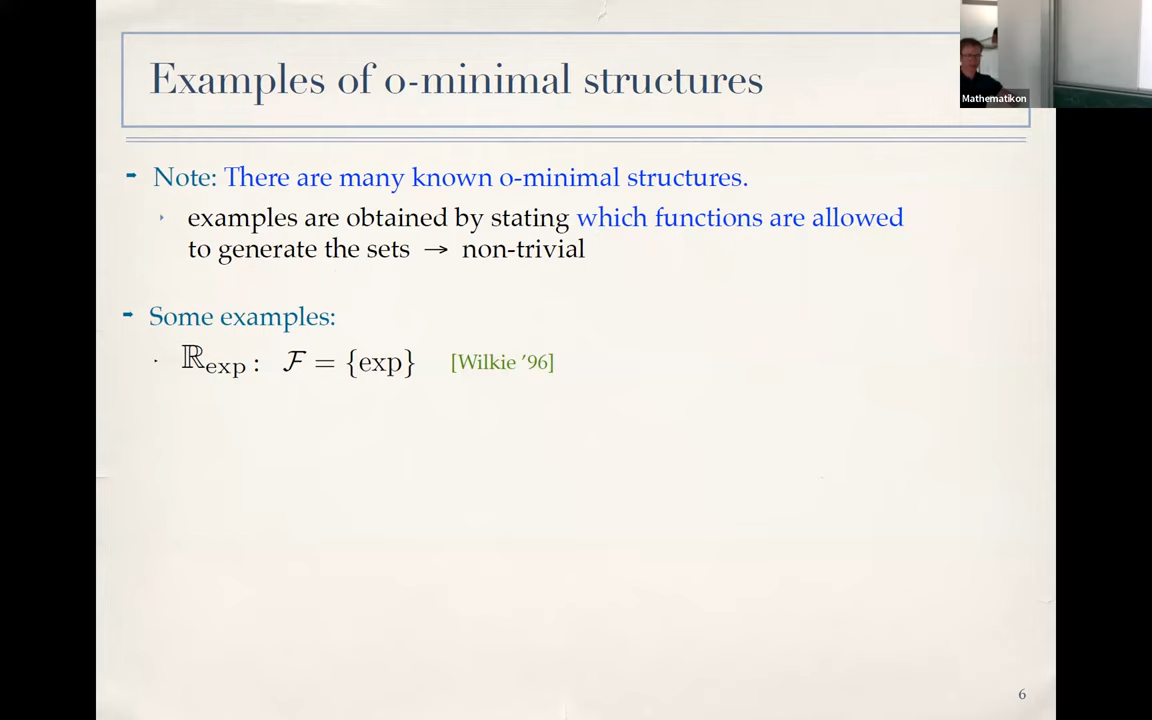 Examples of o-minimal structures
Mathematikon
➡ Note: There are many known o-minimal structures.
‣ examples are obtained by stating which functions are allowed
to generate the sets → non-trivial
➡ Some examples:
· ℝ_exp : ℱ = {exp} [Wilkie ’96]
6